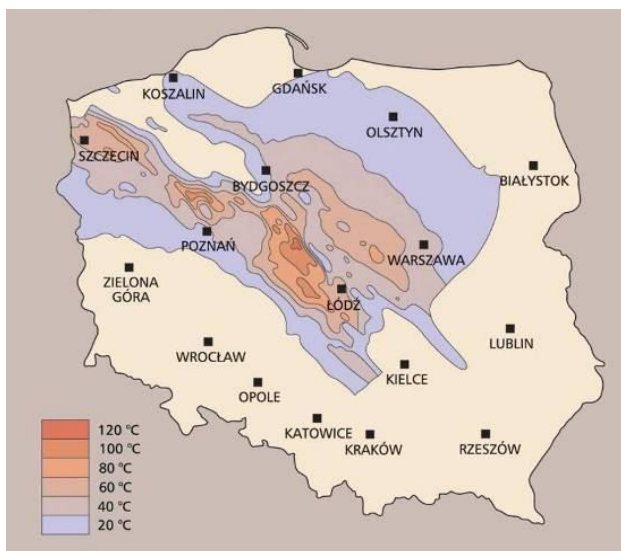 KOSZALIN
GDAŃSK
OLSZTYN
SZCZECIN
BYDGOSZCZ
BIAŁYSTOK
POZNAŃ
WARSZAWA
ZIELONA
GÓRA
ŁÓDŹ
WROCŁAW
LUBLIN
KIELCE
OPOLE
KATOWICE
KRAKÓW
RZESZÓW
120 °C
100 °C
80 °C
60 °C
40 °C
20 °C